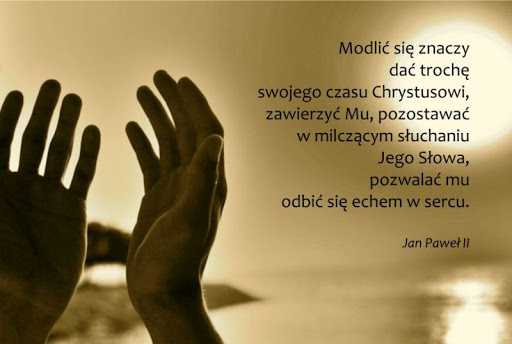 Modlić się znaczy
dać trochę
swojego czasu Chrystusowi,
zawierzyć Mu, pozostawać
w milczącym słuchaniu
Jego Słowa,
pozwalać mu
odbić się echem w sercu.
Jan Paweł II